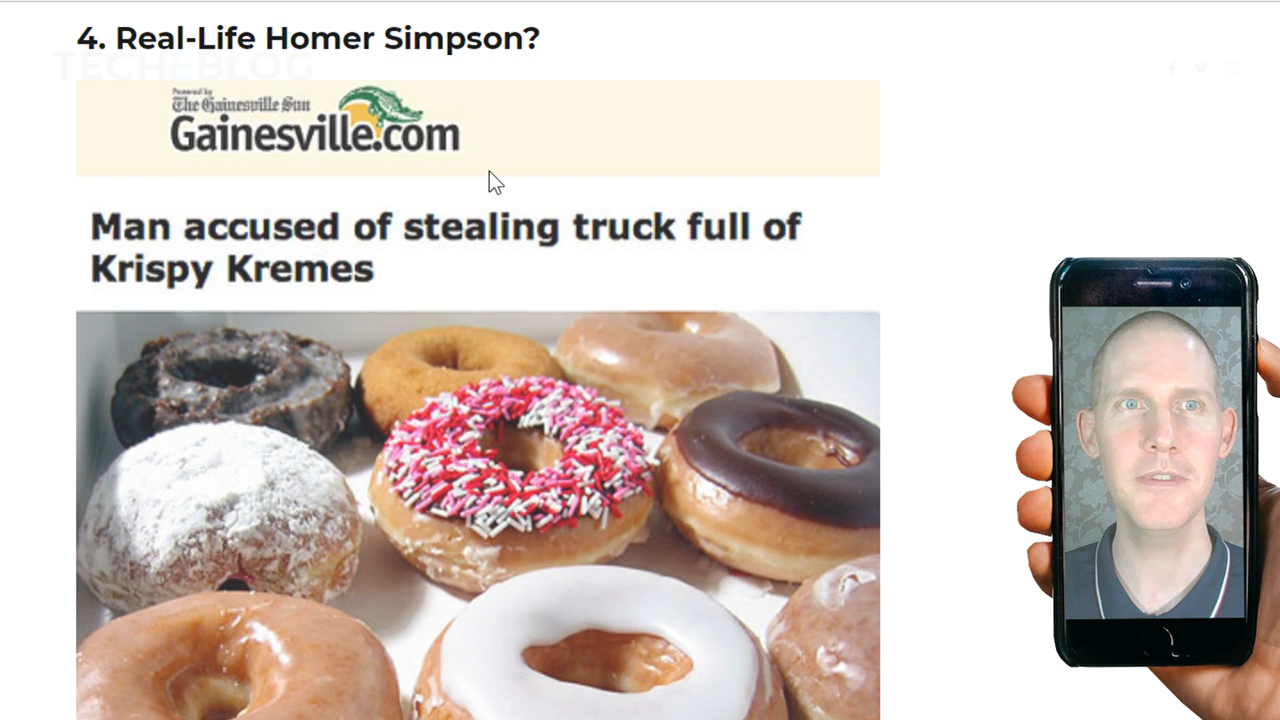 4. Real-Life Homer Simpson?
TECHEBLOG
Powered by
The Gainesville Sun
Gainesville.com
Man accused of stealing truck full of
Krispy Kremes